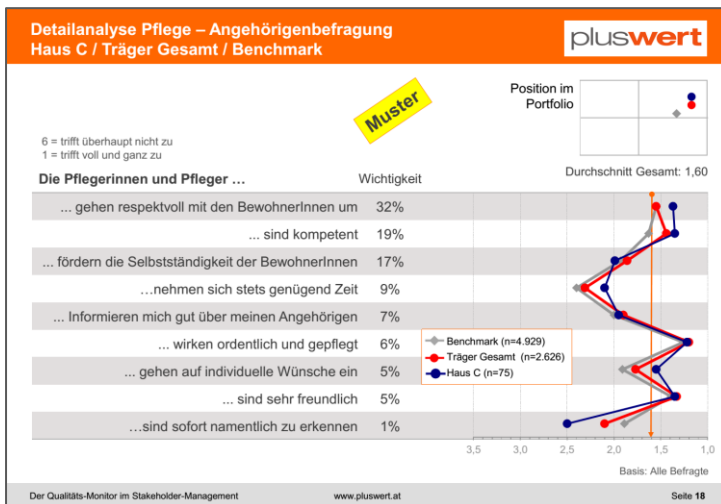 Detailanalyse Pflege – Angehörigenbefragung
Haus C / Träger Gesamt / Benchmark
pluswert
Muster
Position im
Portfolio
6 = trifft überhaupt nicht zu
1 = trifft voll und ganz zu
Durchschnitt Gesamt: 1,60
Die Pflegerinnen und Pfleger ... Wichtigkeit
... gehen respektvoll mit den BewohnerInnen um 32%
... sind kompetent 19%
... fördern die Selbstständigkeit der BewohnerInnen 17%
...nehmen sich stets genügend Zeit 9%
... Informieren mich gut über meinen Angehörigen 7%
... wirken ordentlich und gepflegt 6%
... gehen auf individuelle Wünsche ein 5%
... sind sehr freundlich 5%
...sind sofort namentlich zu erkennen 1%
Benchmark (n=4.929)
Träger Gesamt (n=2.626)
Haus C (n=75)
3,5 3,0 2,5 2,0 1,5 1,0
Basis: Alle Befragte
Der Qualitäts-Monitor im Stakeholder-Management www.pluswert.at Seite 18